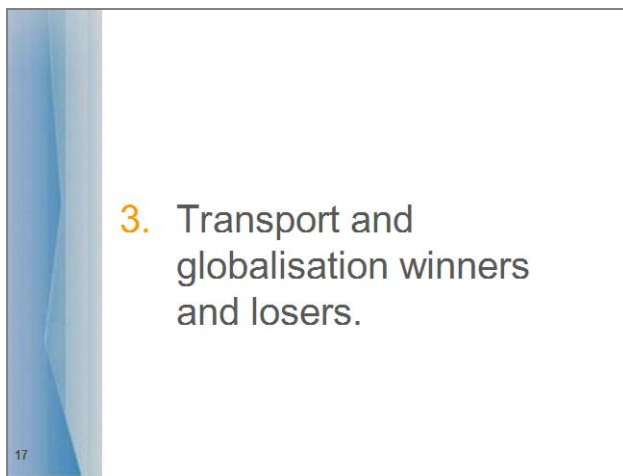 3. Transport and
globalisation winners
and losers.
17